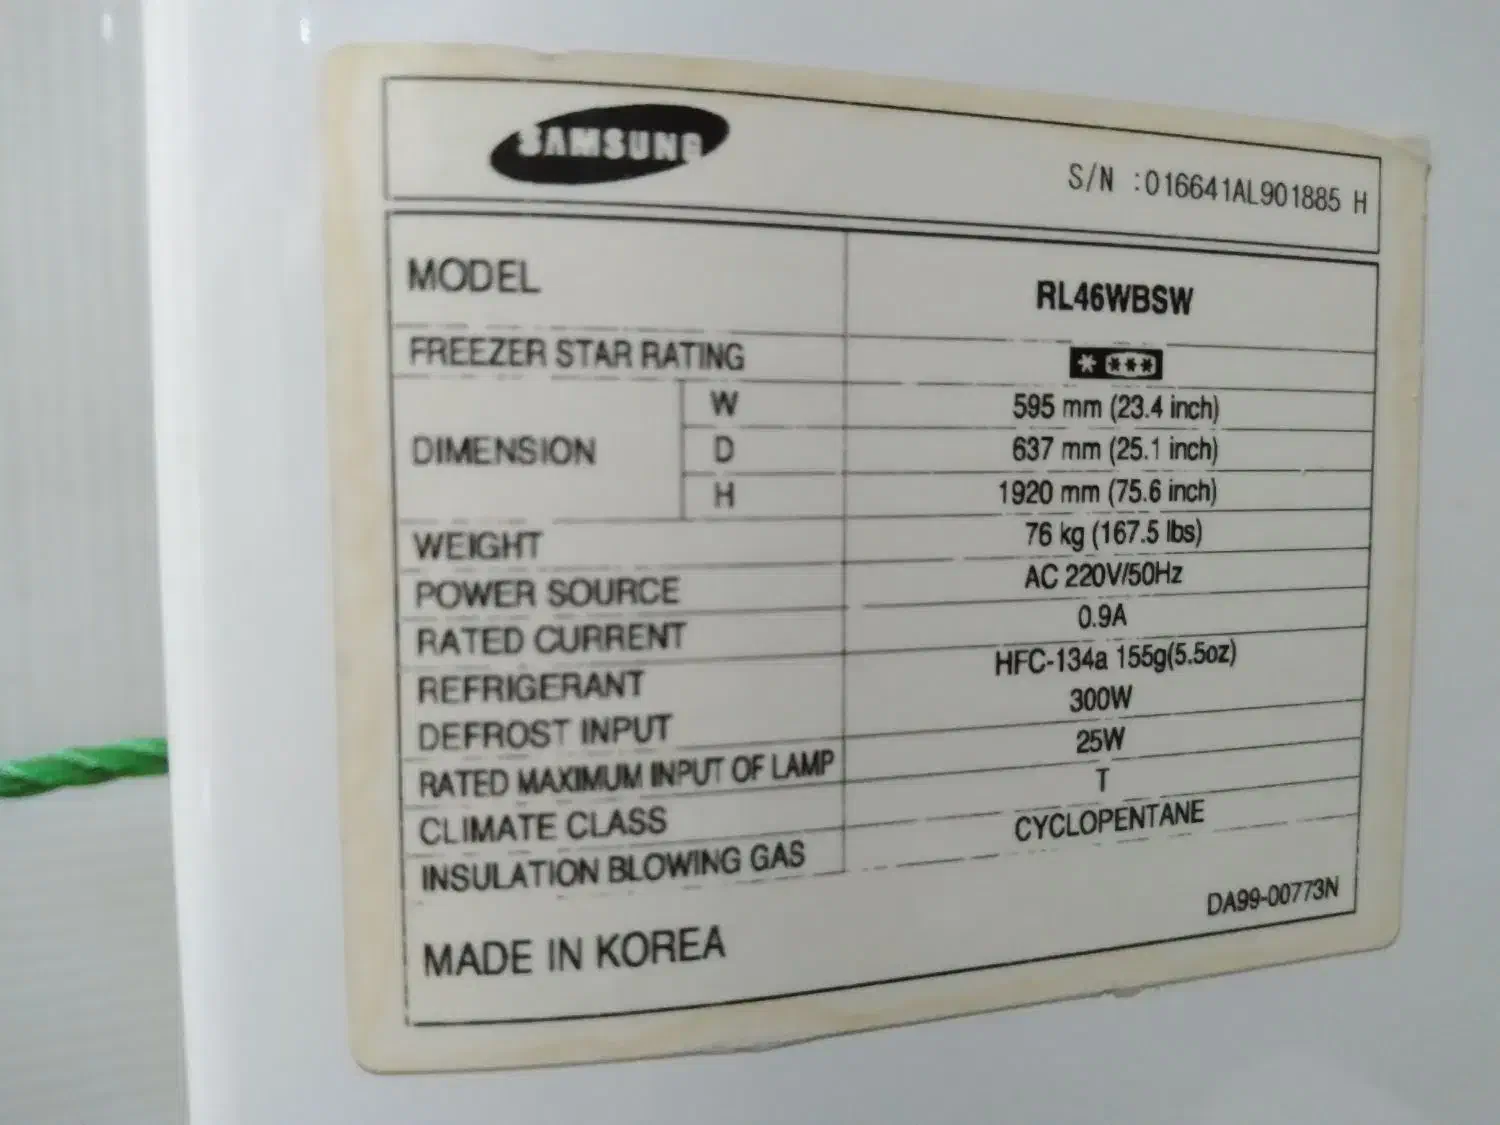 SAMSUNG
S/N :016641AL901885 H
MODEL RL46WBSW
FREEZER STAR RATING * ***
DIMENSION
W 595 mm (23.4 inch)
D 637 mm (25.1 inch)
H 1920 mm (75.6 inch)
WEIGHT 76 kg (167.5 lbs)
POWER SOURCE AC 220V/50Hz
RATED CURRENT 0.9A
REFRIGERANT HFC-134a 155g(5.5oz)
DEFROST INPUT 300W
RATED MAXIMUM INPUT OF LAMP 25W
CLIMATE CLASS T
INSULATION BLOWING GAS CYCLOPENTANE
DA99-00773N
MADE IN KOREA